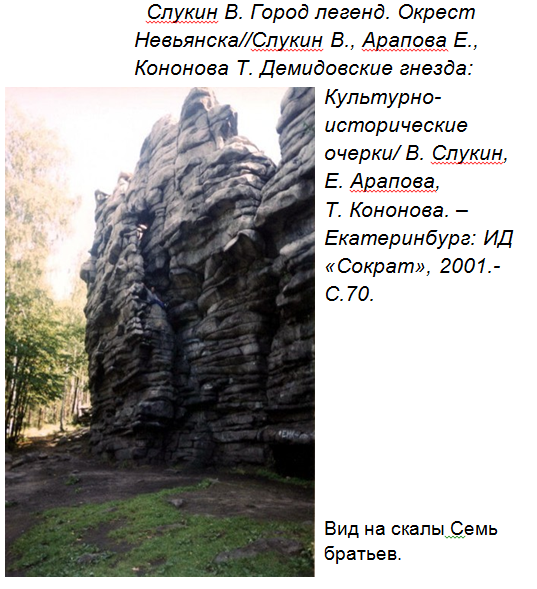 Слукин В. Город легенд. Окрест
Невьянска//Слукин В., Арапова Е.,
Кононова Т. Демидовские гнезда:
Культурно-
исторические
очерки/ В. Слукин,
Е. Арапова,
Т. Кононова. –
Екатеринбург: ИД
«Сократ», 2001.-
С.70.
Вид на скалы Семь
братьев.